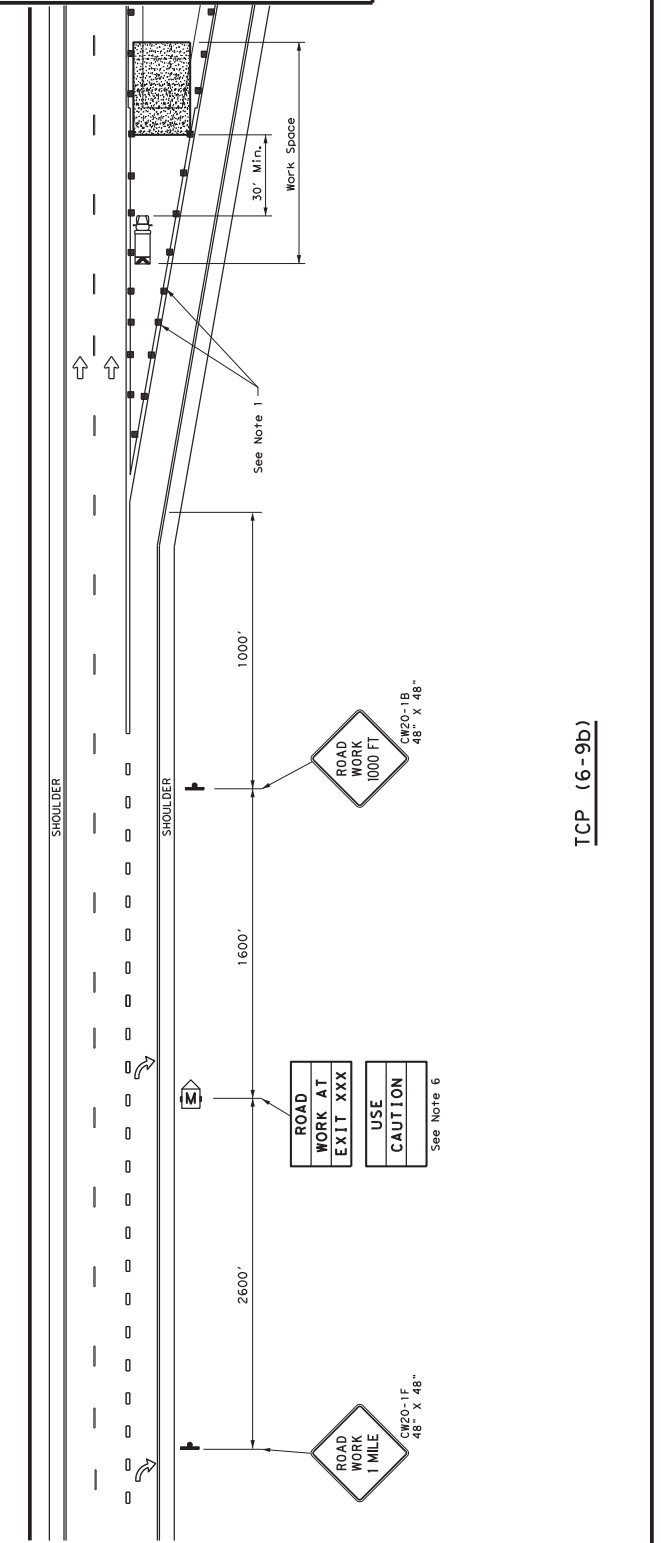 30' Min.
Work Space
See Note 1
1000'
SHOULDER
SHOULDER
ROAD
WORK
1000 FT
CW20-1B
48" X 48"
1600'
M
ROAD
WORK AT
EXIT XXX
USE
CAUTION
See Note 6
2600'
ROAD
WORK
1 MILE
CW20-1F
48" X 48"
TCP (6-9b)